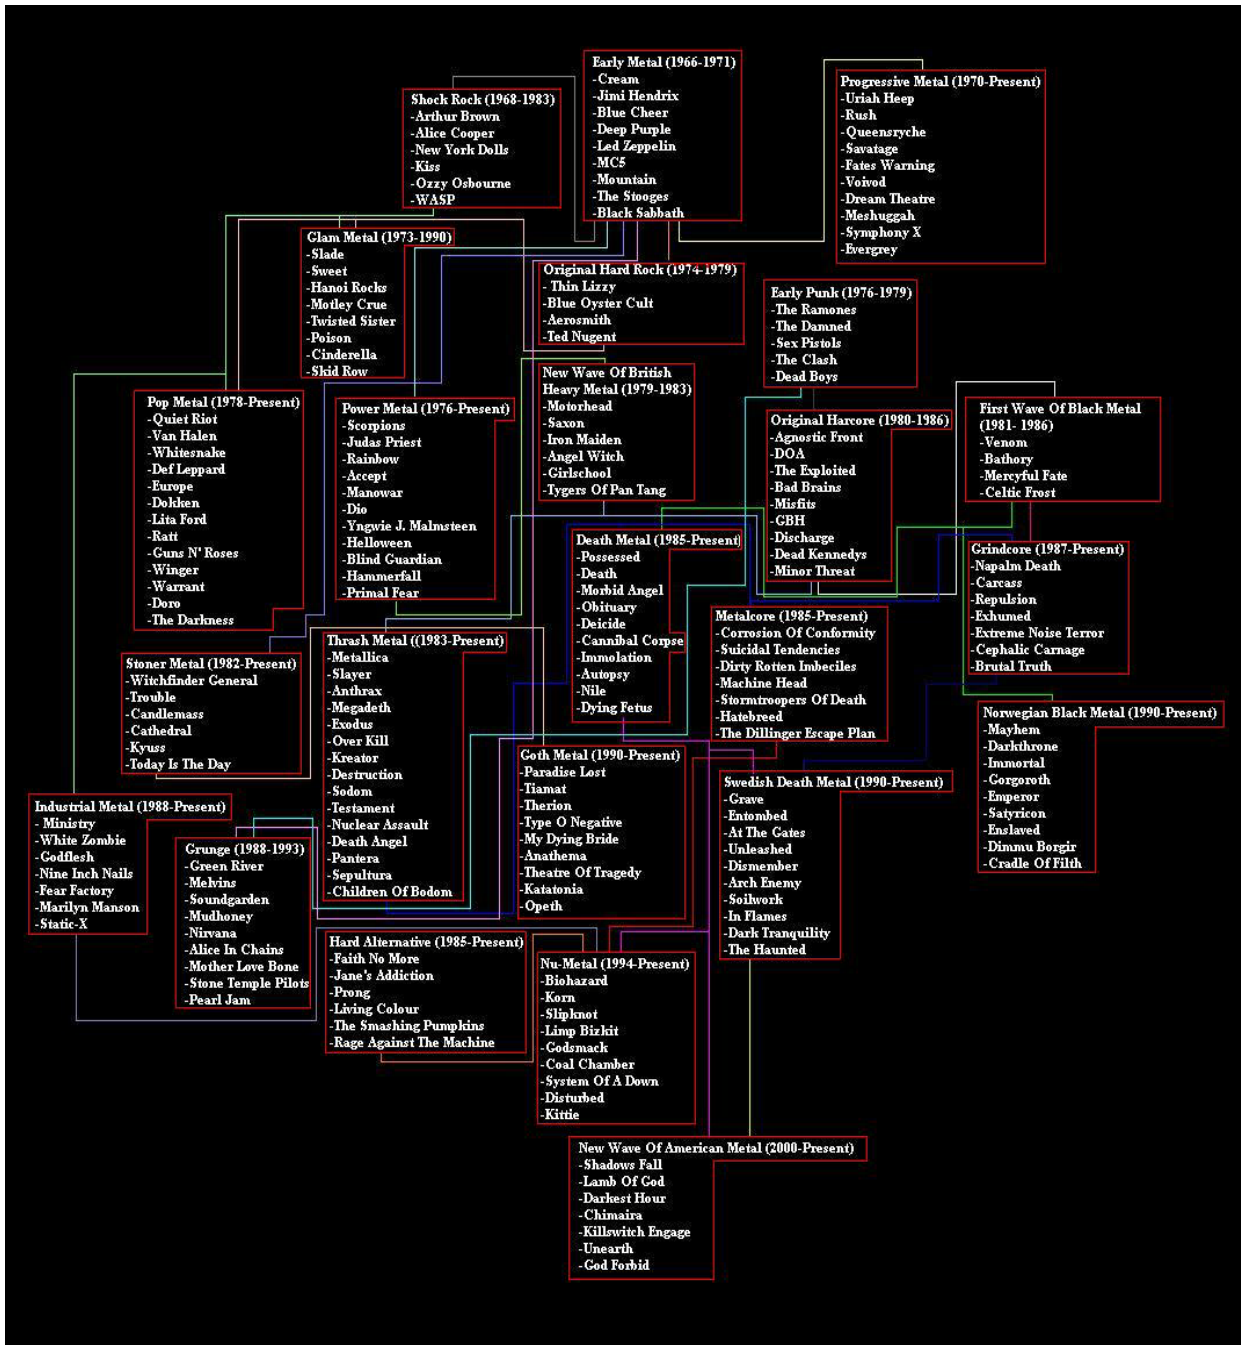 Early Metal (1966-1971)
-Cream
-Jimi Hendrix
-Blue Cheer
-Deep Purple
-Led Zeppelin
-MC5
-Mountain
-The Stooges
-Black Sabbath
Shock Rock (1968-1983)
-Arthur Brown
-Alice Cooper
-New York Dolls
-Kiss
-Ozzy Osbourne
-WASP
Progressive Metal (1970-Present)
-Uriah Heep
-Rush
-Queensryche
-Savatage
-Fates Warning
-Voivod
-Dream Theatre
-Meshuggah
-Symphony X
-Evergrey
Glam Metal (1973-1990)
-Slade
-Sweet
-Hanoi Rocks
-Motley Crue
-Twisted Sister
-Poison
-Cinderella
-Skid Row
Original Hard Rock (1974-1979)
- Thin Lizzy
-Blue Oyster Cult
-Aerosmith
-Ted Nugent
Early Punk (1976-1979)
-The Ramones
-The Damned
-Sex Pistols
-The Clash
-Dead Boys
New Wave Of British
Heavy Metal (1979-1983)
-Motorhead
-Saxon
-Iron Maiden
-Angel Witch
-Girlschool
-Tygers Of Pan Tang
Pop Metal (1978-Present)
-Quiet Riot
-Van Halen
-Whitesnake
-Def Leppard
-Europe
-Dokken
-Lita Ford
-Ratt
-Guns N' Roses
-Winger
-Warrant
-Doro
-The Darkness
Power Metal (1976-Present)
-Scorpions
-Judas Priest
-Rainbow
-Accept
-Manowar
-Dio
-Yngwie J. Malmsteen
-Helloween
-Blind Guardian
-Hammerfall
-Primal Fear
Original Harcore (1980-1986)
-Agnostic Front
-DOA
-The Exploited
-Bad Brains
-Misfits
-GBH
-Discharge
-Dead Kennedys
-Minor Threat
First Wave Of Black Metal
(1981- 1986)
-Venom
-Bathory
-Mercyful Fate
-Celtic Frost
Death Metal (1985-Present)
-Possessed
-Death
-Morbid Angel
-Obituary
-Deicide
-Cannibal Corpse
-Immolation
-Autopsy
-Nile
-Dying Fetus
Grindcore (1987-Present)
-Napalm Death
-Carcass
-Repulsion
-Exhumed
-Extreme Noise Terror
-Cephalic Carnage
-Brutal Truth
Metalcore (1985-Present)
-Corrosion Of Conformity
-Suicidal Tendencies
-Dirty Rotten Imbeciles
-Machine Head
-Stormtroopers Of Death
-Hatebreed
-The Dillinger Escape Plan
Stoner Metal (1982-Present)
-Witchfinder General
-Trouble
-Candlemass
-Cathedral
-Kyuss
-Today Is The Day
Thrash Metal ((1983-Present)
-Metallica
-Slayer
-Anthrax
-Megadeth
-Exodus
-Over Kill
-Kreator
-Destruction
-Sodom
-Testament
-Nuclear Assault
-Death Angel
-Pantera
-Sepultura
-Children Of Bodom
Norwegian Black Metal (1990-Present)
-Mayhem
-Darkthrone
-Immortal
-Gorgoroth
-Emperor
-Satyricon
-Enslaved
-Dimmu Borgir
-Cradle Of Filth
Goth Metal (1990-Present)
-Paradise Lost
-Tiamat
-Therion
-Type O Negative
-My Dying Bride
-Anathema
-Theatre Of Tragedy
-Katatonia
-Opeth
Swedish Death Metal (1990-Present)
-Grave
-Entombed
-At The Gates
-Unleashed
-Dismember
-Arch Enemy
-Soilwork
-In Flames
-Dark Tranquility
-The Haunted
Industrial Metal (1988-Present)
- Ministry
-White Zombie
-Godflesh
-Nine Inch Nails
-Fear Factory
-Marilyn Manson
-Static-X
Grunge (1988-1993)
-Green River
-Melvins
-Soundgarden
-Mudhoney
-Nirvana
-Alice In Chains
-Mother Love Bone
-Stone Temple Pilots
-Pearl Jam
Hard Alternative (1985-Present)
-Faith No More
-Jane's Addiction
-Prong
-Living Colour
-The Smashing Pumpkins
-Rage Against The Machine
Nu-Metal (1994-Present)
-Biohazard
-Korn
-Slipknot
-Limp Bizkit
-Godsmack
-Coal Chamber
-System Of A Down
-Disturbed
-Kittie
New Wave Of American Metal (2000-Present)
-Shadows Fall
-Lamb Of God
-Darkest Hour
-Chimaira
-Killswitch Engage
-Unearth
-God Forbid